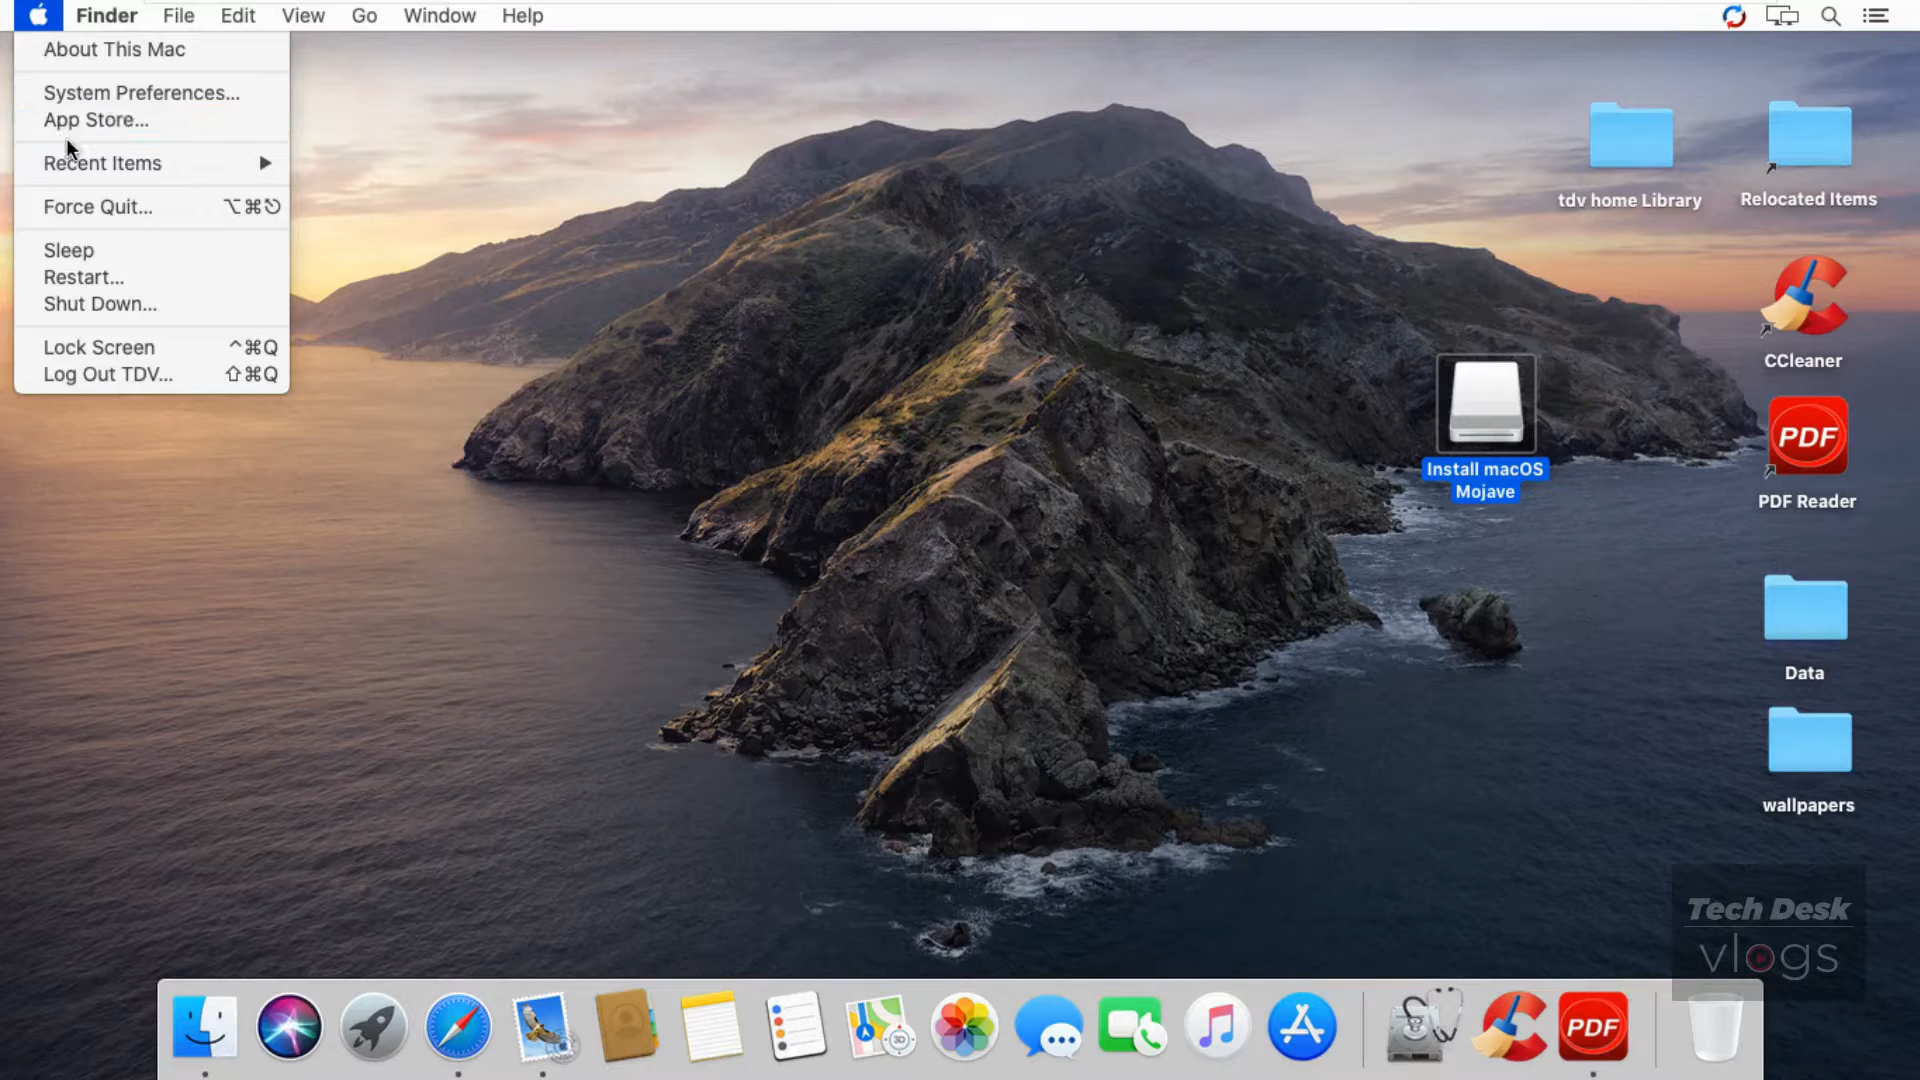 Finder File Edit View Go Window Help
About This Mac
System Preferences...
App Store...
Recent Items
Force Quit... ⌥⌘⎋
Sleep
Restart...
Shut Down...
Lock Screen ^⌘Q
Log Out TDV... ⇧⌘Q
tdv home Library
Relocated Items
CCleaner
Install macOS
Mojave
PDF
PDF Reader
Data
wallpapers
Tech Desk
vlogs
3D
PDF